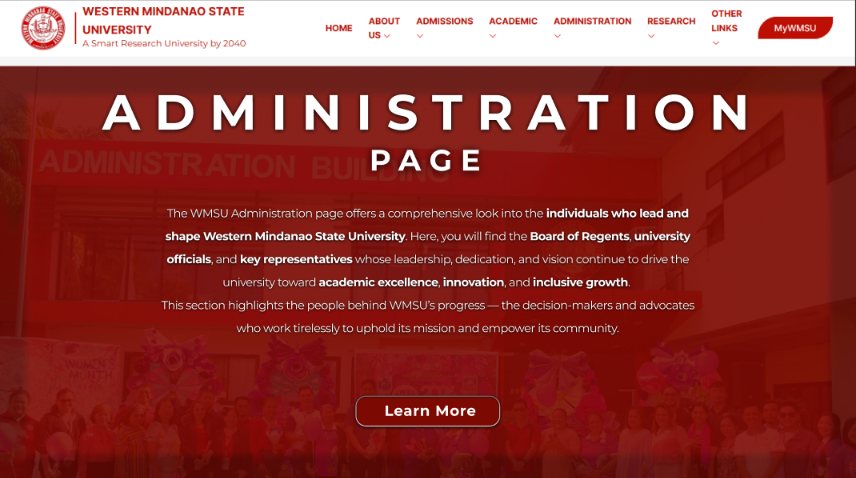 WESTERN MINDANAO STATE
UNIVERSITY
A Smart Research University by 2040
HOME
ABOUT
US
ADMISSIONS
ACADEMIC
ADMINISTRATION
RESEARCH
OTHER
LINKS
MyWMSU
ADMINISTRATION
PAGE
ADMINISTRATION BUILDING
The WMSU Administration page offers a comprehensive look into the individuals who lead and
shape Western Mindanao State University. Here, you will find the Board of Regents, university
officials, and key representatives whose leadership, dedication, and vision continue to drive the
university toward academic excellence, innovation, and inclusive growth.
This section highlights the people behind WMSU's progress — the decision-makers and advocates
who work tirelessly to uphold its mission and empower its community.
Learn More